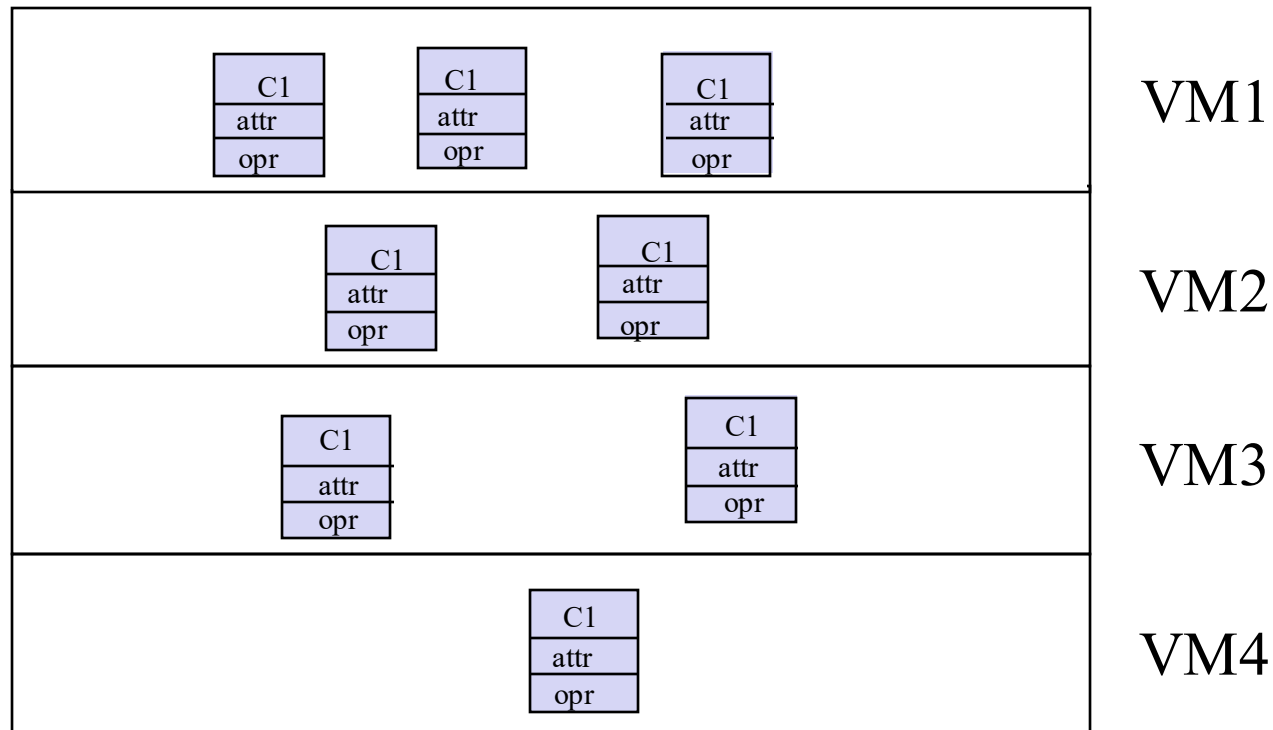 C1 C1 C1
attr attr attr
opr opr opr
VM1
C1 C1
attr attr
opr opr
VM2
C1 C1
attr attr
opr opr
VM3
C1
attr
opr
VM4